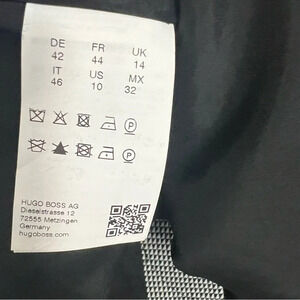 DE FR UK
42 44 14
IT US MX
46 10 32
P
P
HUGO BOSS AG
Dieselstrasse 12
72555 Metzingen
Germany
hugoboss.com